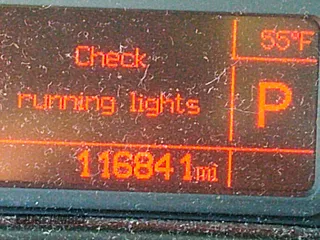 55°F
Check
running lights
P
116841mi